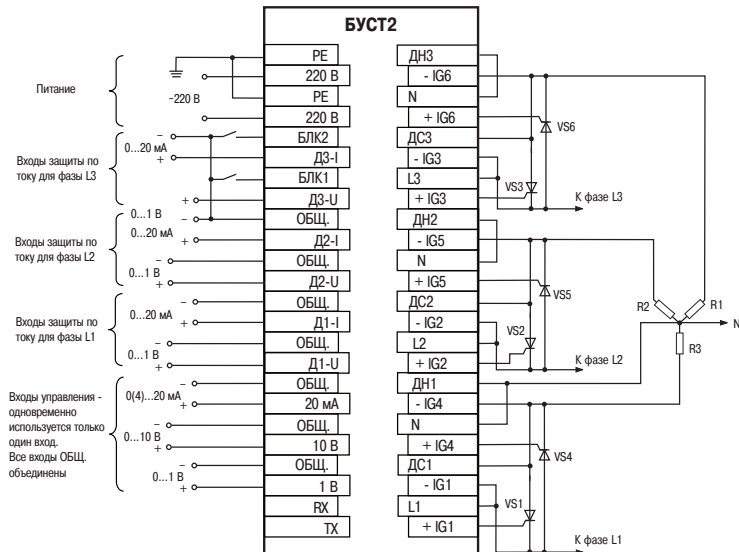 БУСТ2
Питание
~220 В
Входы защиты по
току для фазы L3
– 0...20 мА +
+
0...1 В –
Входы защиты по
току для фазы L2
0...20 мА +
– 0...1 В +
Входы защиты по
току для фазы L1
– 0...20 мА +
– 0...1 В +
Входы управления -
одновременно
используется только
один вход.
Все входы ОБЩ.
объединены
– 0(4)...20 мА +
– 0...10 В +
– 0...1 В +
PE
220 В
PE
220 В
БЛК2
Д3-I
БЛК1
Д3-U
ОБЩ.
Д2-I
ОБЩ.
Д2-U
ОБЩ.
Д1-I
ОБЩ.
Д1-U
ОБЩ.
20 мА
ОБЩ.
10 В
ОБЩ.
1 В
RX
TX
ДН3
- IG6
N
+ IG6
ДС3
- IG3
L3
+ IG3
ДН2
- IG5
N
+ IG5
ДС2
- IG2
L2
+ IG2
ДН1
- IG4
N
+ IG4
ДС1
- IG1
L1
+ IG1
VS6
VS3
К фазе L3
VS5
VS2
К фазе L2
VS4
VS1
К фазе L1
R2
R1
N
R3